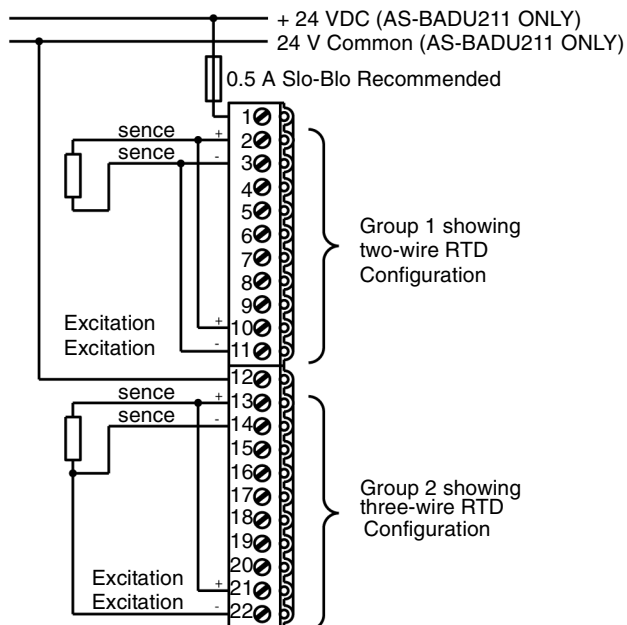 + 24 VDC (AS-BADU211 ONLY)
24 V Common (AS-BADU211 ONLY)
0.5 A Slo-Blo Recommended
1
sence + 2
sence - 3
4
5
6
7
8
9
Group 1 showing
two-wire RTD
Configuration
Excitation + 10
Excitation - 11
12
sence + 13
sence - 14
15
16
17
18
19
20
Group 2 showing
three-wire RTD
Configuration
Excitation + 21
Excitation - 22